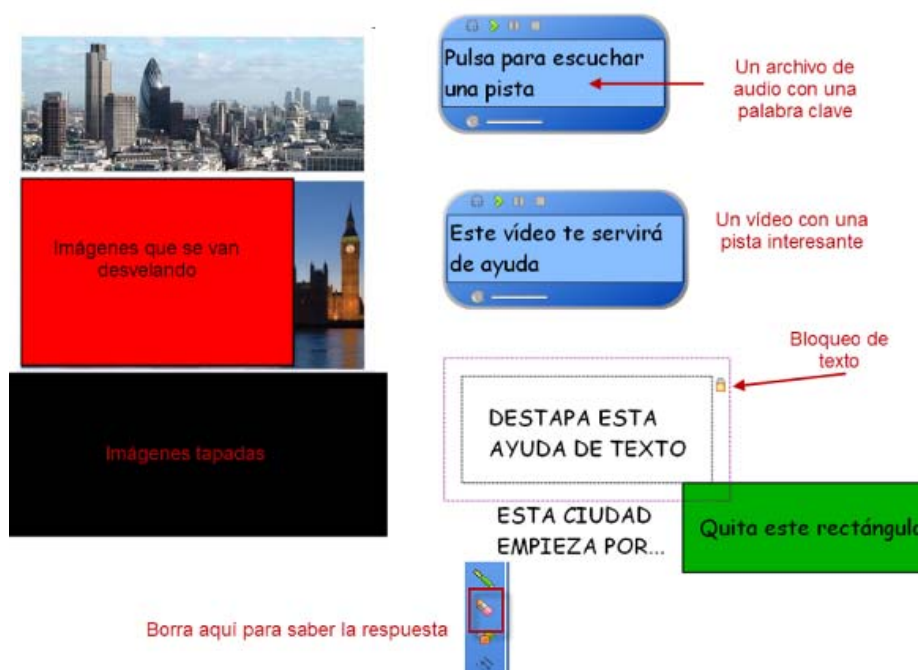 Pulsa para escuchar
una pista
Un archivo de
audio con una
palabra clave
Imágenes que se van
desvelando
Este vídeo te servirá
de ayuda
Un vídeo con una
pista interesante
Bloqueo de
texto
Imágenes tapadas
DESTAPA ESTA
AYUDA DE TEXTO
ESTA CIUDAD
EMPIEZA POR...
Quita este rectángulo
Borra aqui para saber la respuesta